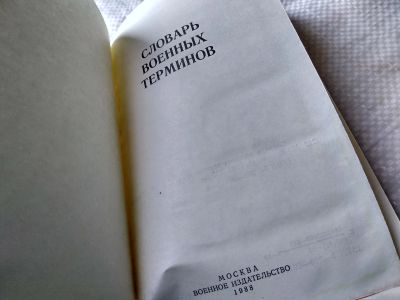 СЛОВАРЬ
ВОЕННЫХ
ТЕРМИНОВ
МОСКВА
ВОЕННОЕ ИЗДАТЕЛЬСТВО
1988